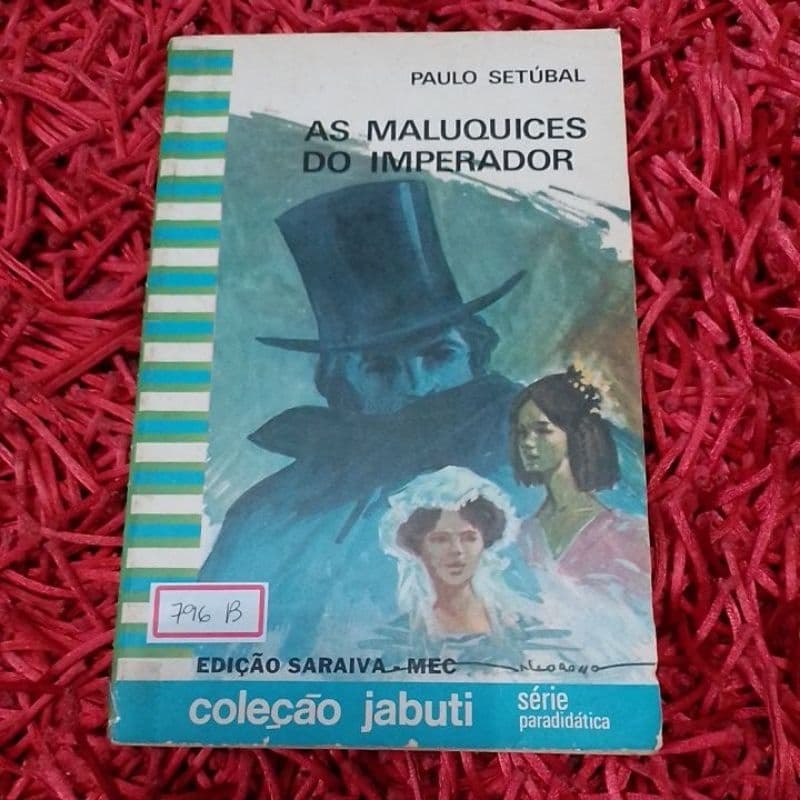 PAULO SETÚBAL
AS MALUQUICES
DO IMPERADOR
796 B
EDIÇÃO SARAIVA - MEC
coleção jabuti
série
paradidática